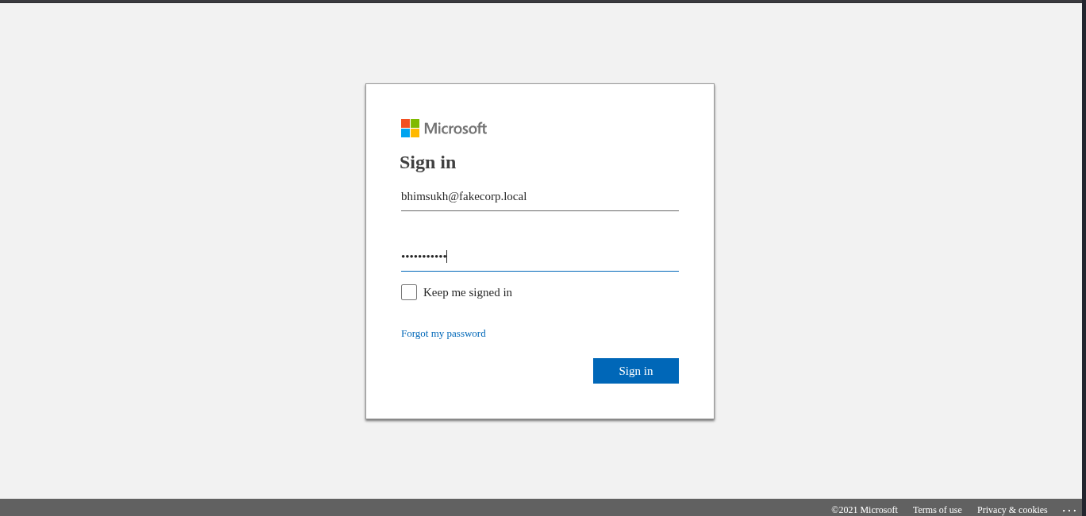 Microsoft
Sign in
bhimsukh@fakecorp.local
•••••••••••
Keep me signed in
Forgot my password
Sign in
©2021 Microsoft Terms of use Privacy & cookies ...